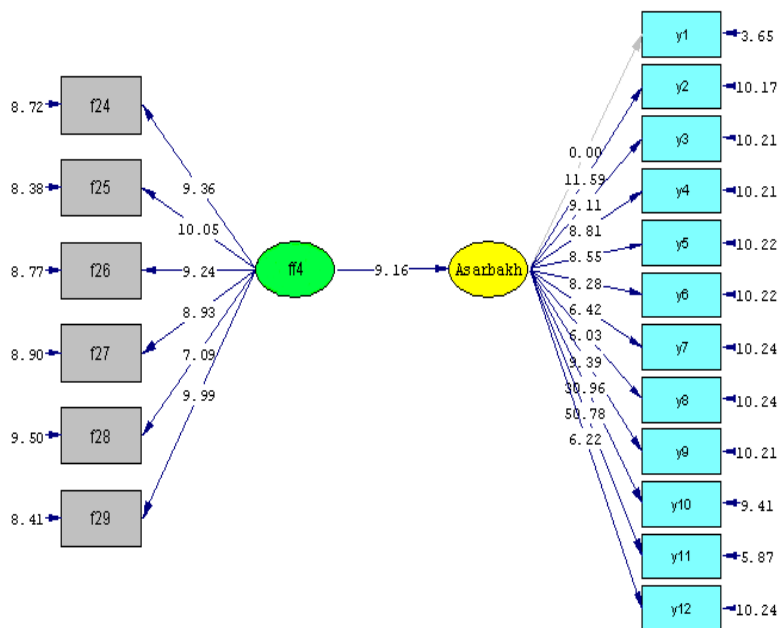 8.72
f24
8.38
f25
8.77
f26
8.90
f27
9.50
f28
8.41
f29
9.36
10.05
9.24
8.93
7.09
9.99
ff4
9.16
Asarbakh
0.00
11.59
9.11
8.81
8.55
8.28
6.42
6.03
9.39
30.96
50.78
6.22
y1
3.65
y2
10.17
y3
10.21
y4
10.21
y5
10.22
y6
10.22
y7
10.24
y8
10.24
y9
10.21
y10
9.41
y11
5.87
y12
10.24